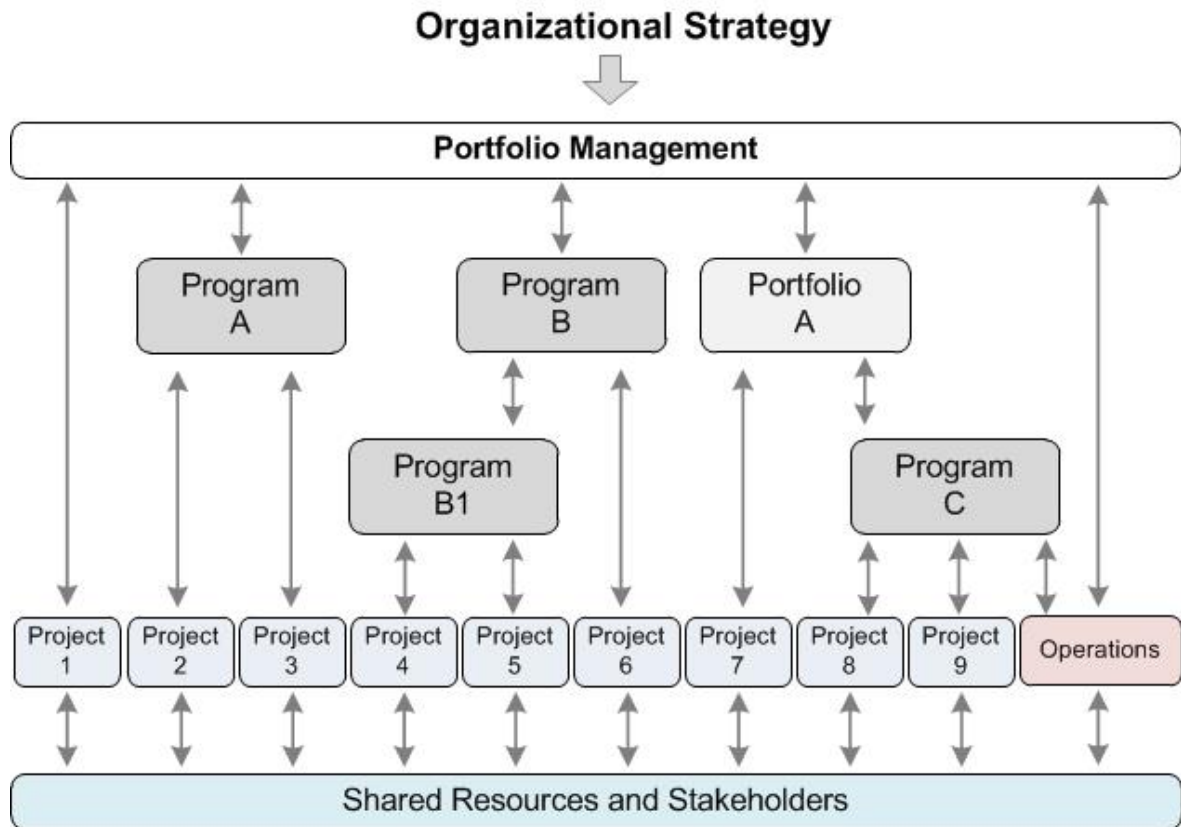 Organizational Strategy
Portfolio Management
Program
A
Program
B
Portfolio
A
Program
B1
Program
C
Project
1
Project
2
Project
3
Project
4
Project
5
Project
6
Project
7
Project
8
Project
9
Operations
Shared Resources and Stakeholders